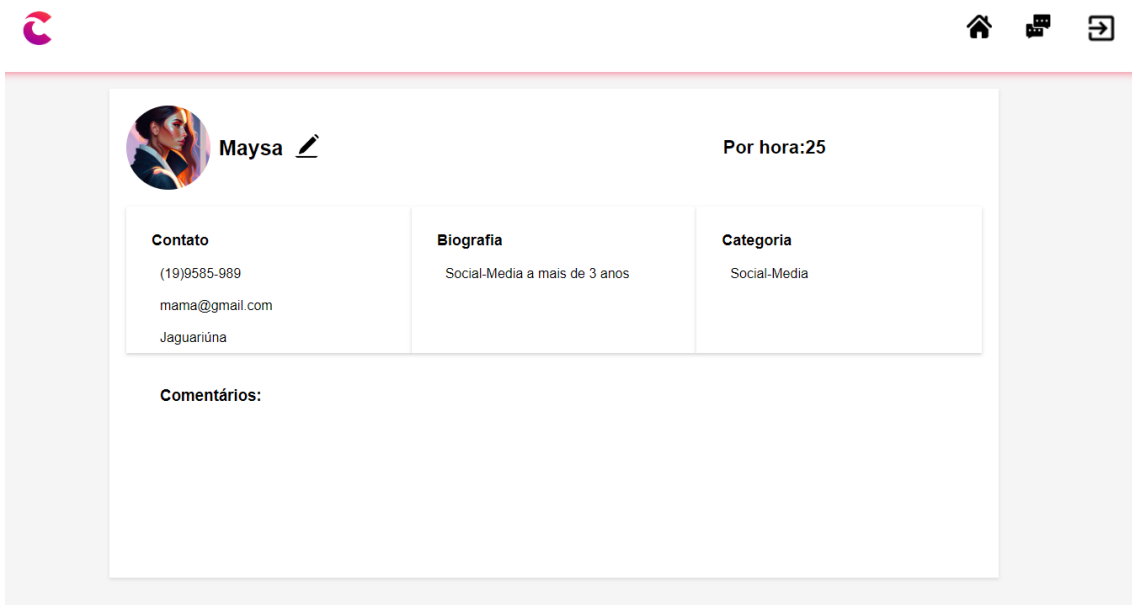 Maysa
Por hora:25
Contato
(19)9585-989
mama@gmail.com
Jaguariúna
Biografia
Social-Media a mais de 3 anos
Categoria
Social-Media
Comentários: